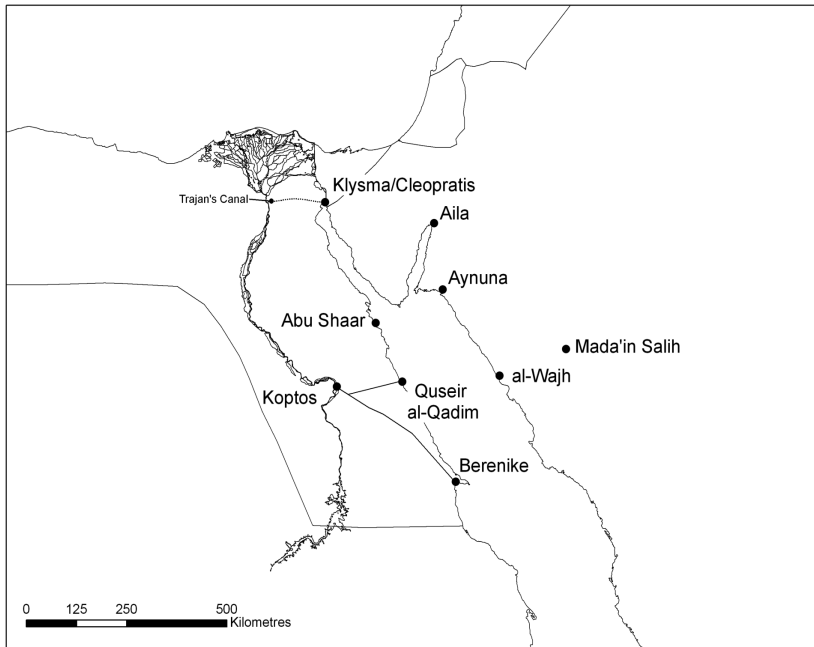 Klysma/Cleopratis
Trajan's Canal
Aila
Aynuna
Abu Shaar
Mada'in Salih
al-Wajh
Koptos
Quseir
al-Qadim
Berenike
0 125 250 500
Kilometres